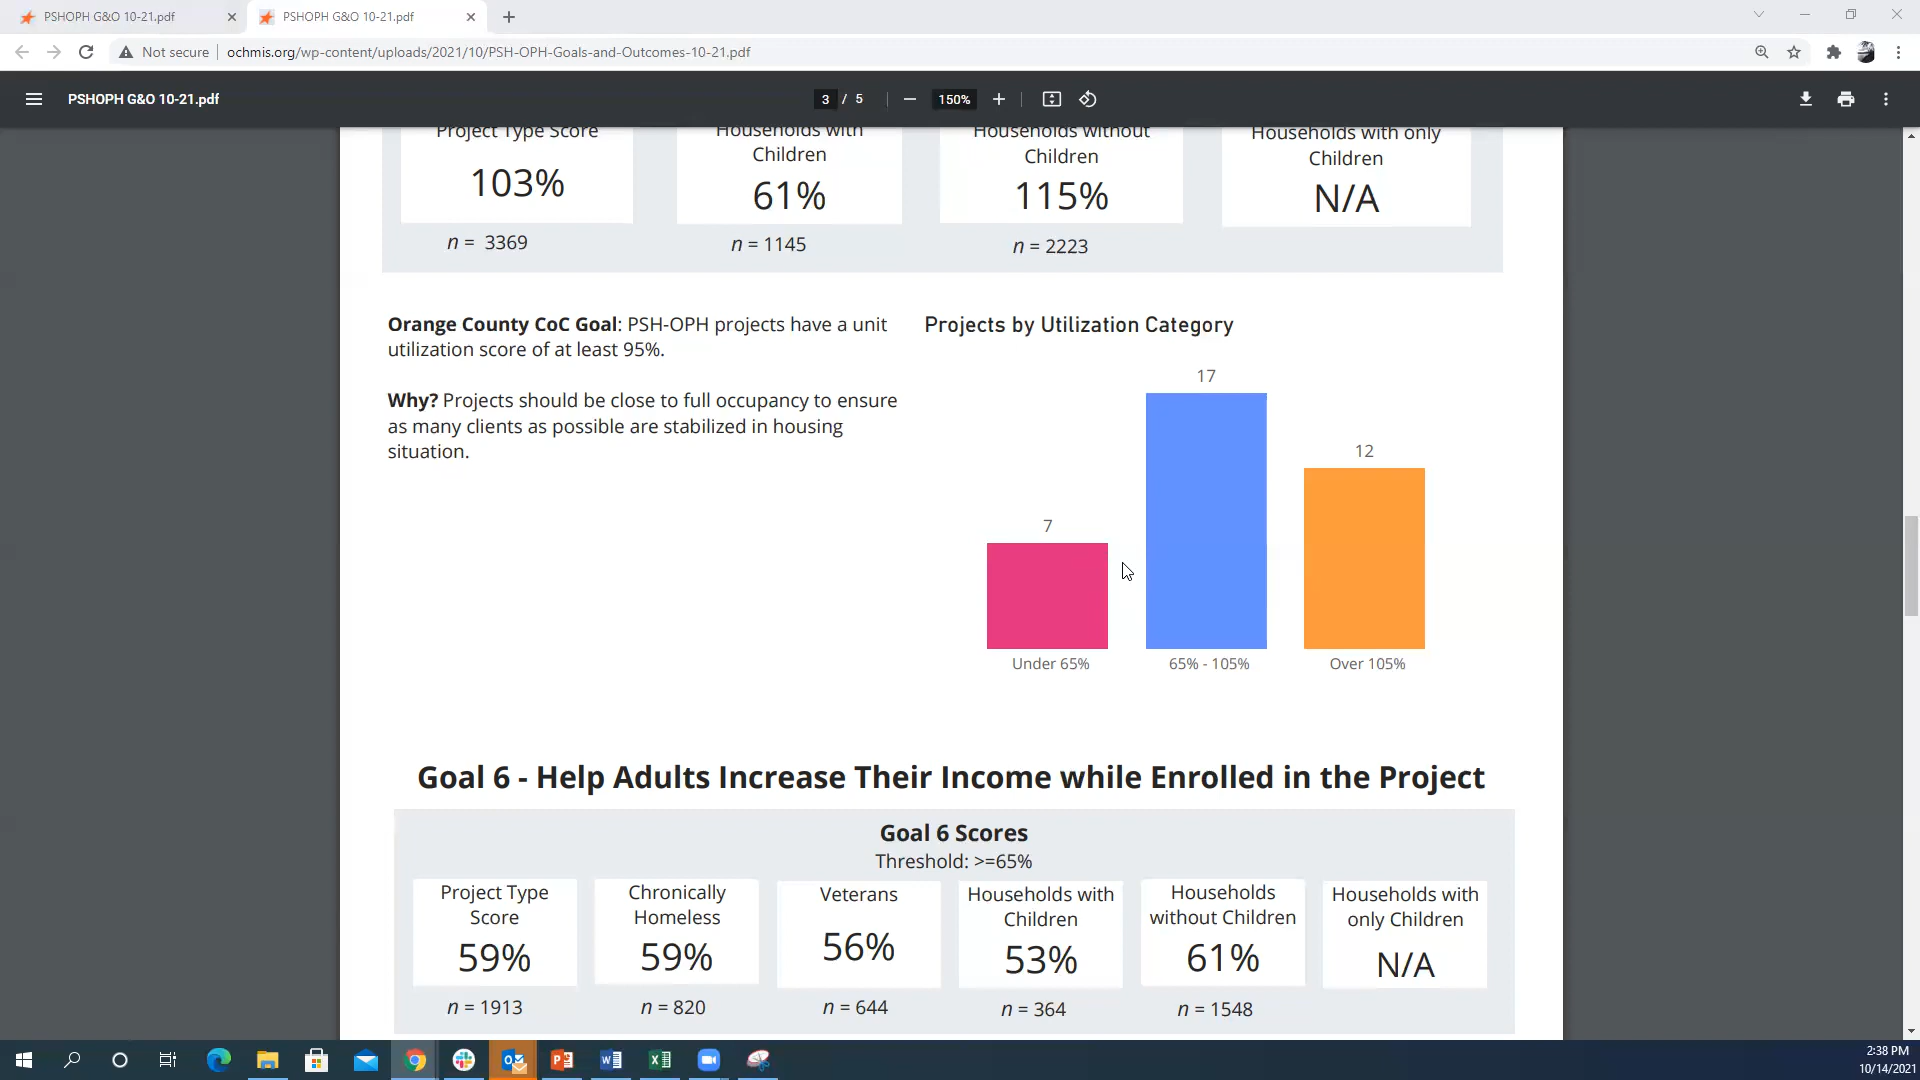 PSHOPH G&O 10-21.pdf
PSHOPH G&O 10-21.pdf
Not secure
ochmis.org/wp-content/uploads/2021/10/PSH-OPH-Goals-and-Outcomes-10-21.pdf
PSHOPH G&O 10-21.pdf
3 / 5
150%
Project Type Score
103%
n = 3369
Households with
Children
61%
n = 1145
Households without
Children
115%
n = 2223
Households with only
Children
N/A
Orange County CoC Goal: PSH-OPH projects have a unit
utilization score of at least 95%.
Why? Projects should be close to full occupancy to ensure
as many clients as possible are stabilized in housing
situation.
Projects by Utilization Category
17
12
7
Under 65%
65% - 105%
Over 105%
Goal 6 - Help Adults Increase Their Income while Enrolled in the Project
Goal 6 Scores
Threshold: >=65%
Project Type
Score
59%
n = 1913
Chronically
Homeless
59%
n = 820
Veterans
56%
n = 644
Households with
Children
53%
n = 364
Households
without Children
61%
n = 1548
Households with
only Children
N/A
2:38 PM
10/14/2021